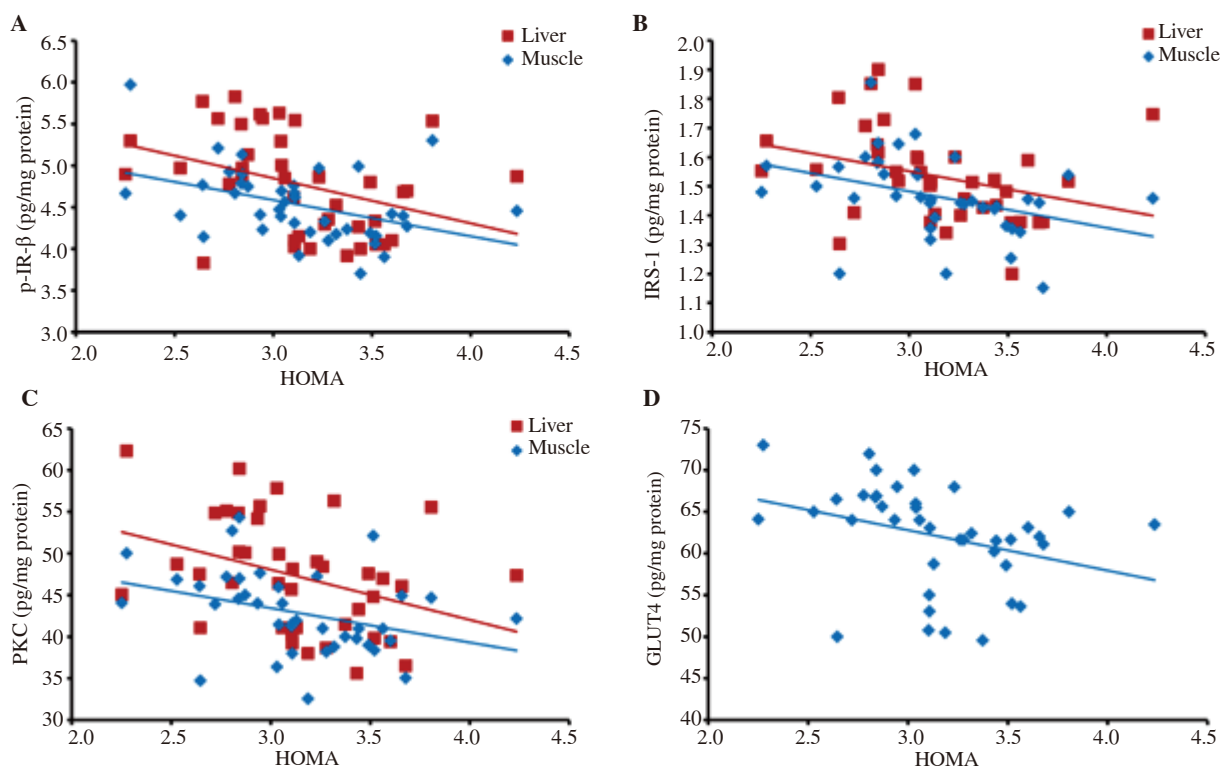 A
Liver
Muscle
6.5
6.0
5.5
5.0
4.5
4.0
3.5
3.0
p-IR-β (pg/mg protein)
2.0 2.5 3.0 3.5 4.0 4.5
HOMA
B
Liver
Muscle
2.0
1.9
1.8
1.7
1.6
1.5
1.4
1.3
1.2
1.1
1.0
IRS-1 (pg/mg protein)
2.0 2.5 3.0 3.5 4.0 4.5
HOMA
C
Liver
Muscle
65
60
55
50
45
40
35
30
PKC (pg/mg protein)
2.0 2.5 3.0 3.5 4.0 4.5
HOMA
D
75
70
65
60
55
50
45
40
GLUT4 (pg/mg protein)
2.0 2.5 3.0 3.5 4.0 4.5
HOMA